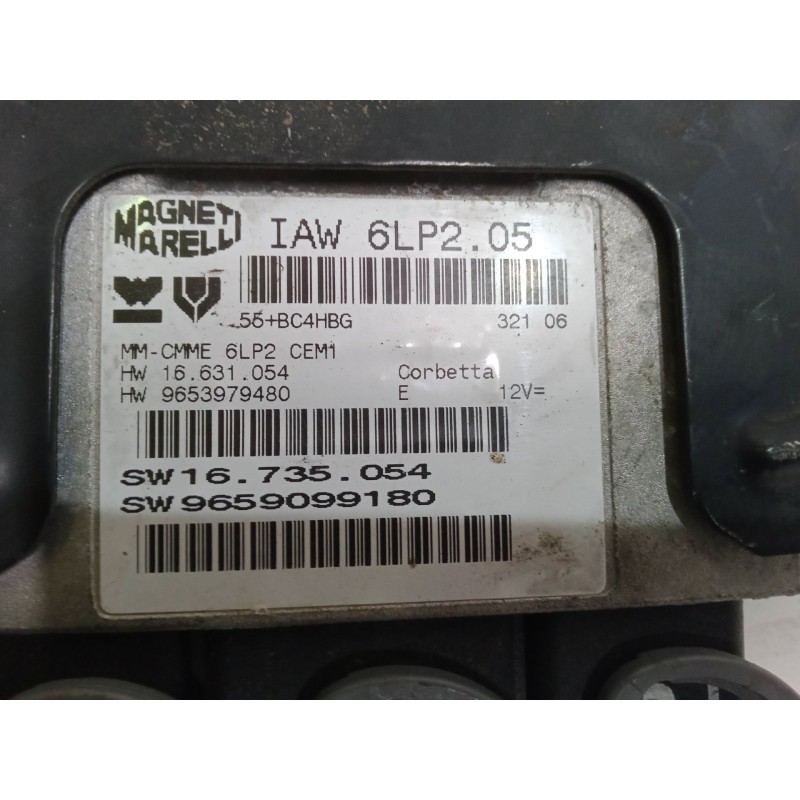 MAGNETI
MARELLI
IAW 6LP2.05
55+BC4HBG 321 06
MM-CMME 6LP2 CEM1
HW 16.631.054 Corbetta
HW 9653979480 E 12V=
SW16.735.054
SW9659099180